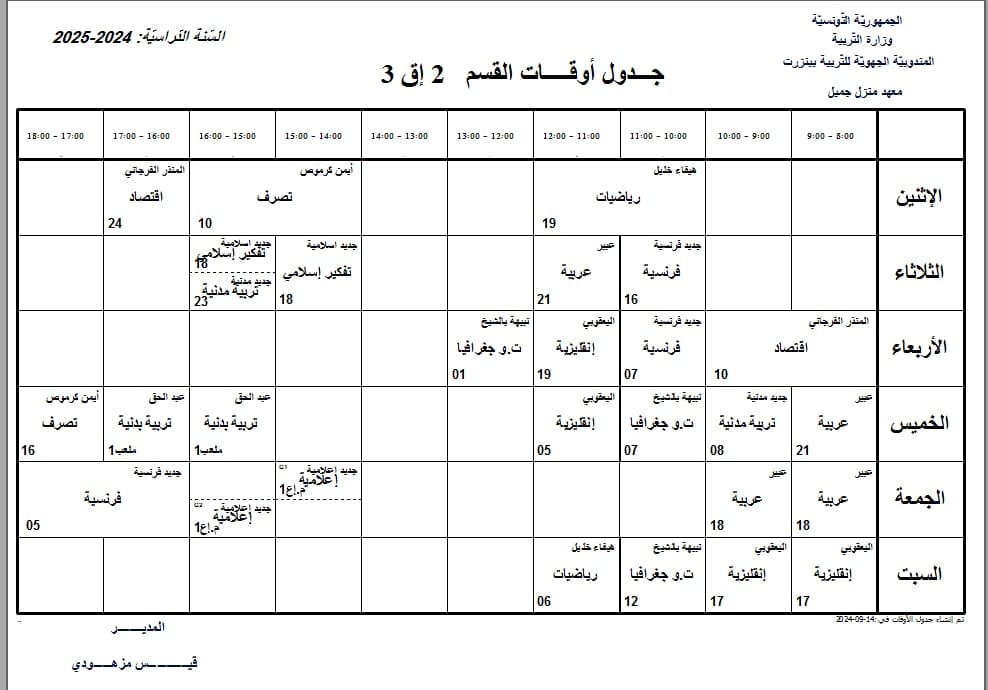 الجمهوريّة التّونسيّة
وزارة التّربية
المندوبيّة الجهويّة للتّربية ببنزرت
معهد منزل جميل
السّنة الدّراسيّة: 2024-2025
جـــدول أوقـــات القسم 2 إق 3
8:00 - 9:00
9:00 - 10:00
10:00 - 11:00
11:00 - 12:00
12:00 - 13:00
13:00 - 14:00
14:00 - 15:00
15:00 - 16:00
16:00 - 17:00
17:00 - 18:00
الإثنين
هيفاء خليل
رياضيات
19
أيمن كرموص
تصرف
10
المنذر الفرجاني
اقتصاد
24
الثلاثاء
جديد فرنسية
فرنسية
16
عبير
عربية
21
جديد اسلامية
تفكير إسلامي
18
جديد اسلامية
تفكير إسلامي
18
جديد مدنية
تربية مدنية
23
الأربعاء
المنذر الفرجاني
اقتصاد
10
جديد فرنسية
فرنسية
07
اليعقوبي
إنقليزية
19
نبيهة بالشيخ
ت.و جغرافيا
01
الخميس
عبير
عربية
21
جديد مدنية
تربية مدنية
08
نبيهة بالشيخ
ت.و جغرافيا
07
اليعقوبي
إنقليزية
05
عبد الحق
تربية بدنية
ملعب1
عبد الحق
تربية بدنية
ملعب1
أيمن كرموص
تصرف
16
الجمعة
عبير
عربية
18
عبير
عربية
18
جديد إعلامية G1
إعلامية
م.إع1
جديد إعلامية G2
إعلامية
م.إع1
جديد فرنسية
فرنسية
05
السبت
اليعقوبي
إنقليزية
17
اليعقوبي
إنقليزية
17
نبيهة بالشيخ
ت.و جغرافيا
12
هيفاء خليل
رياضيات
06
تم إنشاء جدول الأوقات في :14-09-2024
المديـــــر
قيـــــس مزهـــودي